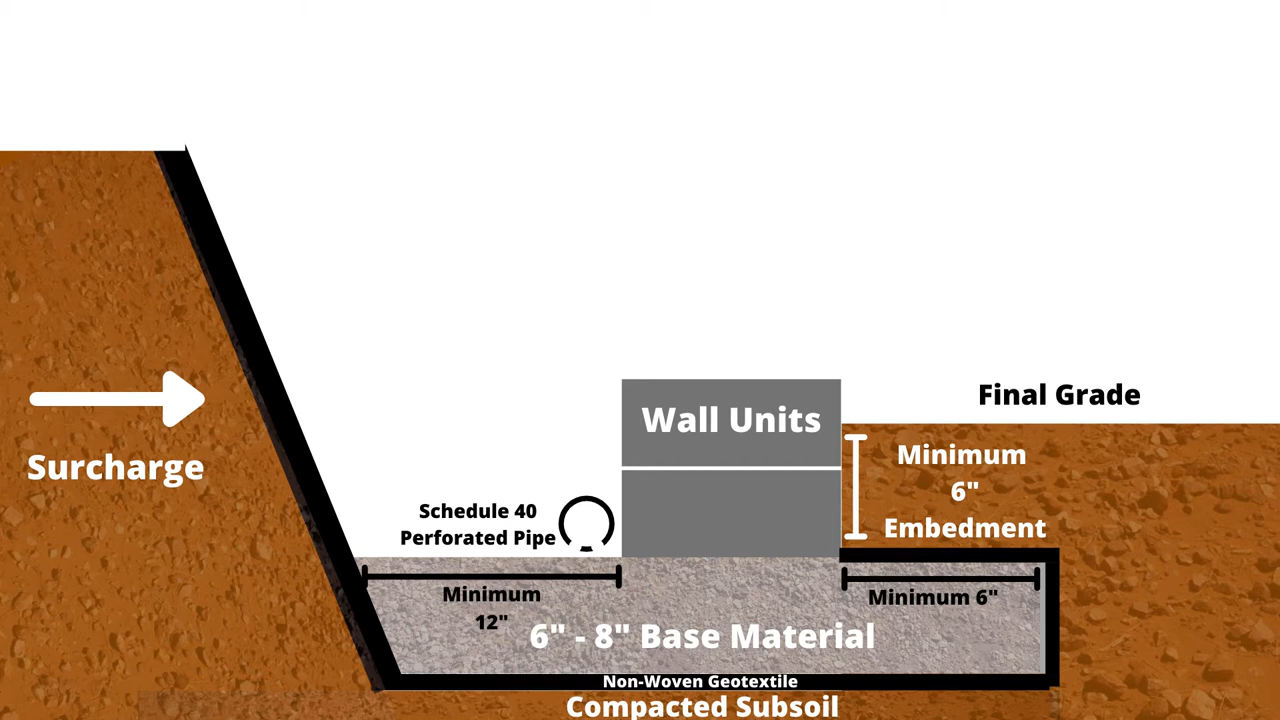 Final Grade
Wall Units
Minimum
6"
Embedment
Surcharge
Schedule 40
Perforated Pipe
Minimum
12"
Minimum 6"
6" - 8" Base Material
Non-Woven Geotextile
Compacted Subsoil